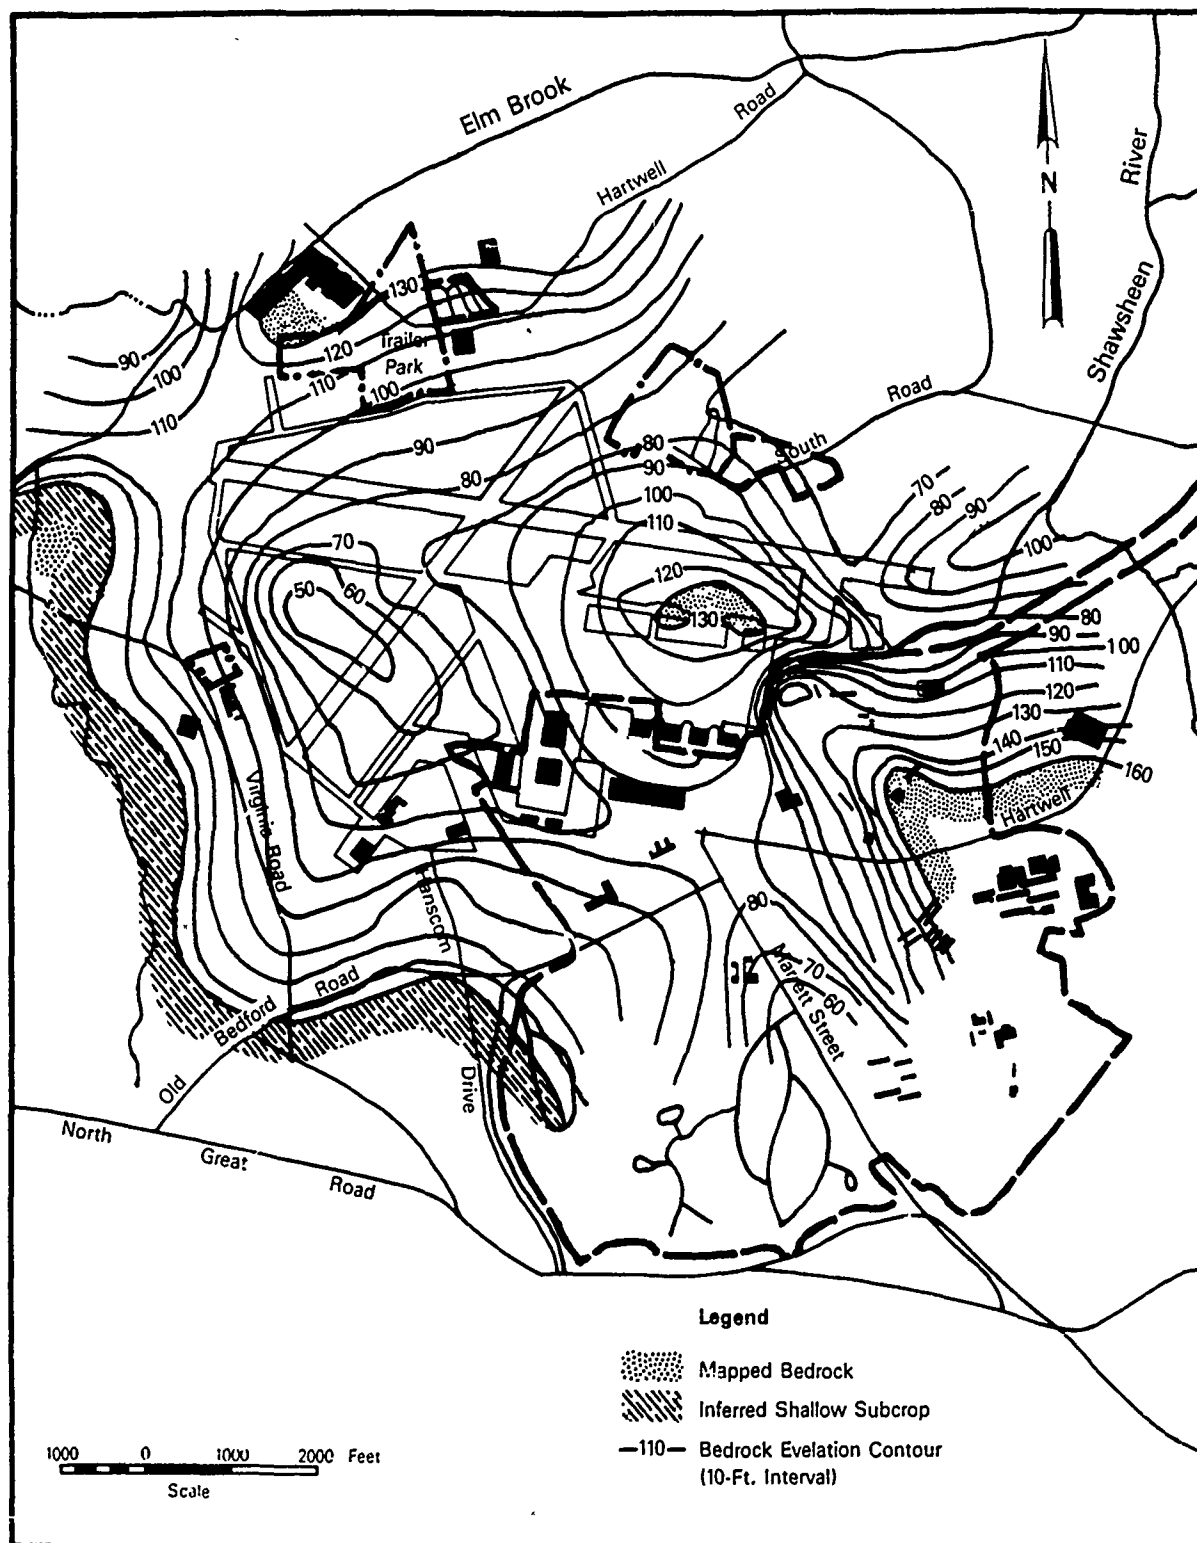 Elm Brook
Road
Hartwell
N
River
Shawsheen
130
120
Trailer
Park
110
100
90
100
110
90
80
80
90
100
110
120
130
South
Road
70
80
90
100
70
60
50
80
90
100
110
120
130
140
150
160
Hartwell
Virginia Road
Hanscom
Drive
80
70
60
Marrett Street
Old
Bedford
Road
North
Great
Road
Legend
Mapped Bedrock
Inferred Shallow Subcrop
110 Bedrock Evelation Contour
(10-Ft. Interval)
1000 0 1000 2000 Feet
Scale